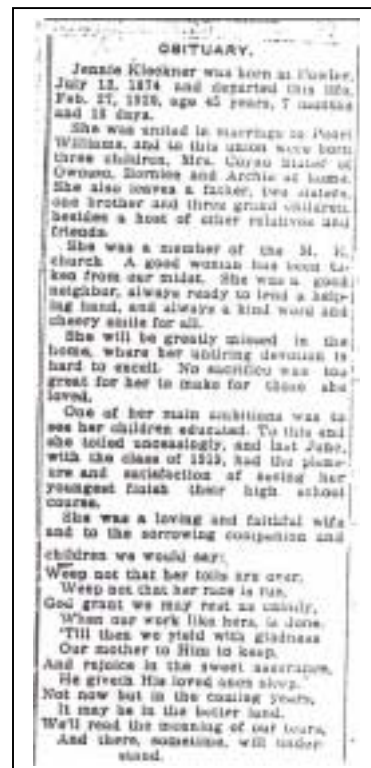 OBITUARY.
Jennie Kleckner was born at Fowler,
July 12, 1874 and departed this life,
Feb. 27, 1920, age 45 years, 7 months
and 15 days.
She was united in marriage to Pearl
Williams, and to this union were born
three children, Mrs. of
Owosso, Bernice and Archie at home.
She also leaves a father, two sisters,
one brother and three grand children,
besides a host of other relatives and
friends.
She was a member of the M. E.
church. A good woman has been ta-
ken from our midst. She was a good
neighbor, always ready to lend a help-
ing hand, and always a kind word and
cheery smile for all.
She will be greatly missed in the
home, where her untiring devotion is
hard to excell. No sacrifice was too
great for her to make for those she
loved.
One of her main ambitions was to
see her children educated. To this end
she toiled unceasingly, and last June,
with the class of 1919, had the pleas-
ure and satisfaction of seeing her
youngest finish their high school
course.
She was a loving and faithful wife
and to the sorrowing companion and
children we would say:
Weep not that her toils are over,
Weep not that her race is run,
God grant we may rest as calmly,
When our work like hers, is done.
'Till then we yield with gladness
Our mother to Him to keep,
And rejoice in the sweet assurance,
He giveth His loved ones sleep.
Not now but in the coming years,
It may be in the better land,
We'll read the meaning of our tears,
And there, sometime, will under-
stand.